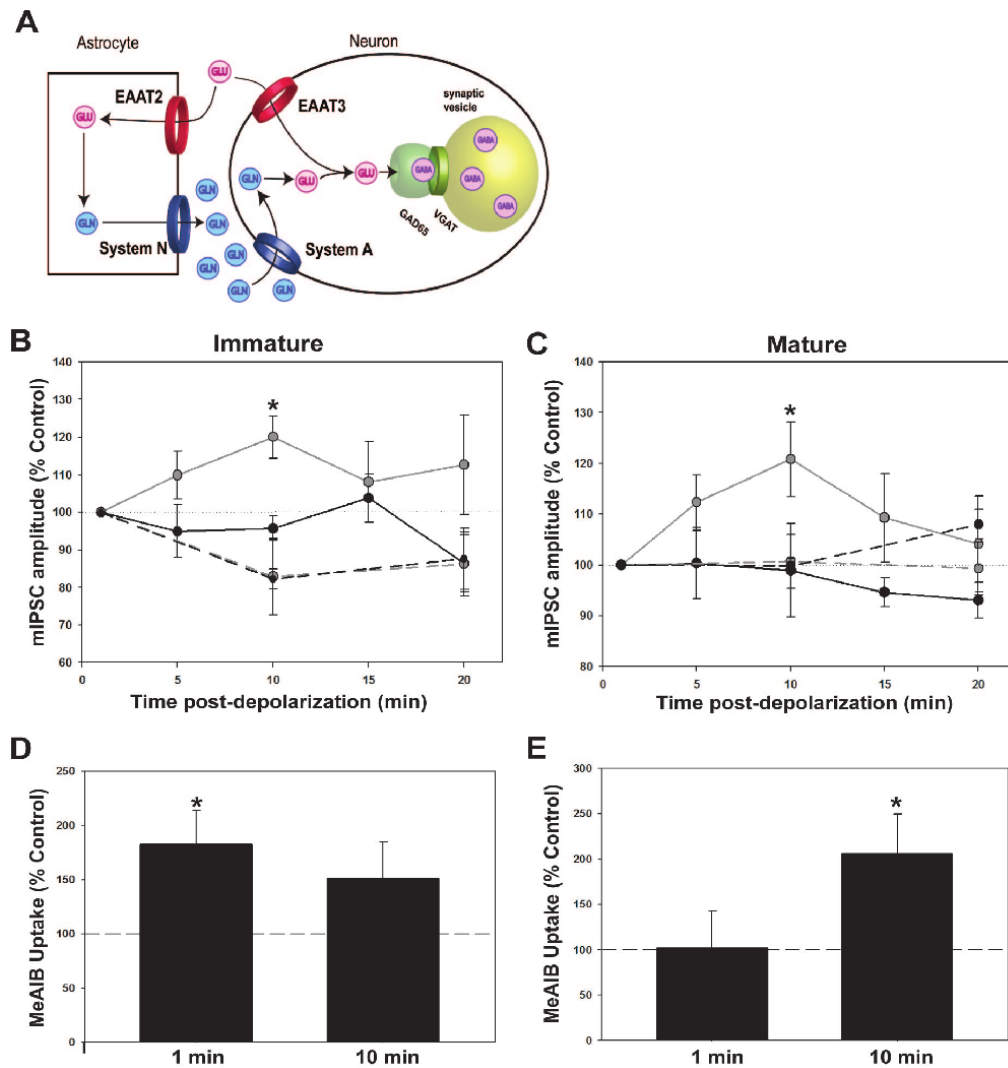 A
Astrocyte
Neuron
GLU
EAAT2
EAAT3
synaptic
vesicle
GLU
GABA
GLN
GLN
GLU
GLU
GABA
GABA
GABA
GLN
GLN
GLN
System N
System A
GAD65
VGAT
GLN
GLN
GLN
GLN
B
Immature
mIPSC amplitude (% Control)
140
130
120
110
100
90
80
70
60
*
0
5
10
15
20
Time post-depolarization (min)
C
Mature
mIPSC amplitude (% Control)
140
130
120
110
100
90
80
*
0
5
10
15
20
Time post-depolarization (min)
D
MeAIB Uptake (% Control)
250
200
150
100
50
0
*
1 min
10 min
E
MeAIB Uptake (% Control)
300
250
200
150
100
50
0
*
1 min
10 min